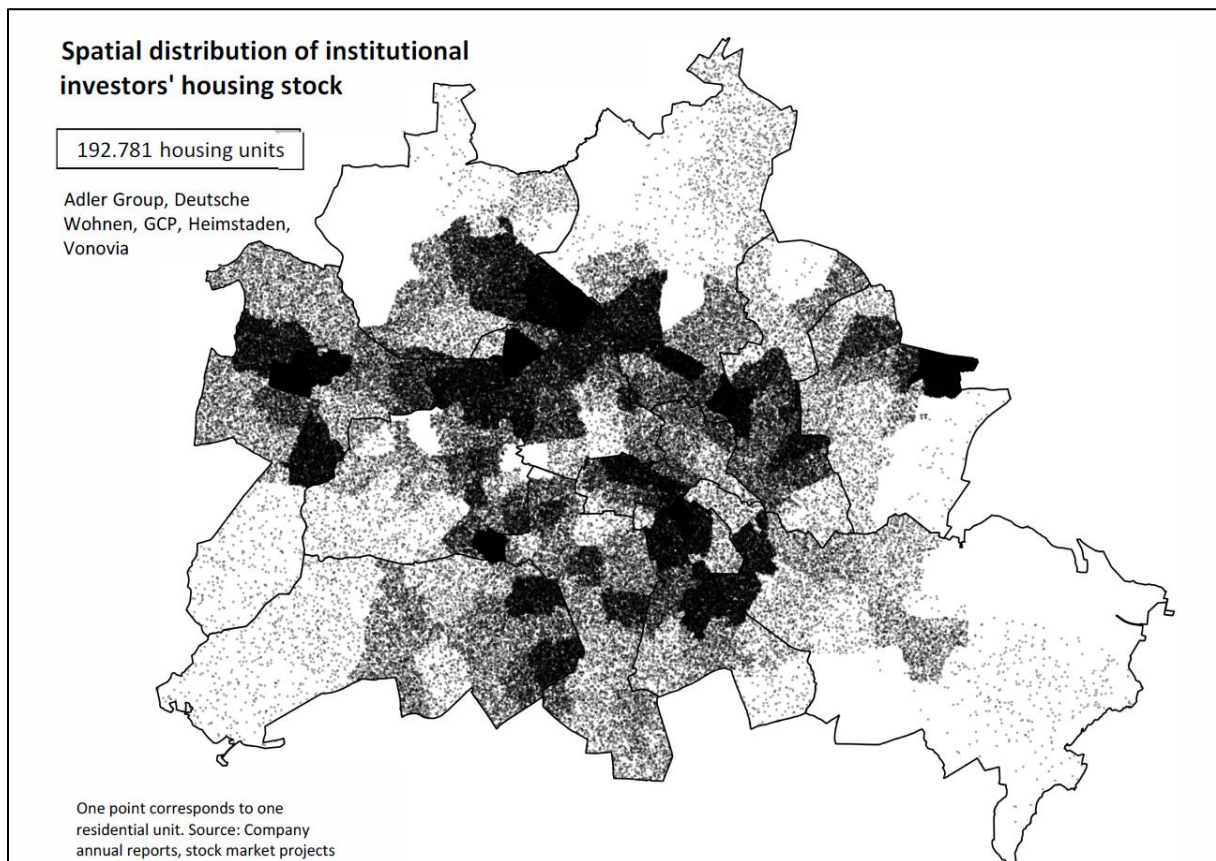 Spatial distribution of institutional
investors' housing stock
192.781 housing units
Adler Group, Deutsche
Wohnen, GCP, Heimstaden,
Vonovia
One point corresponds to one
residential unit. Source: Company
annual reports, stock market projects